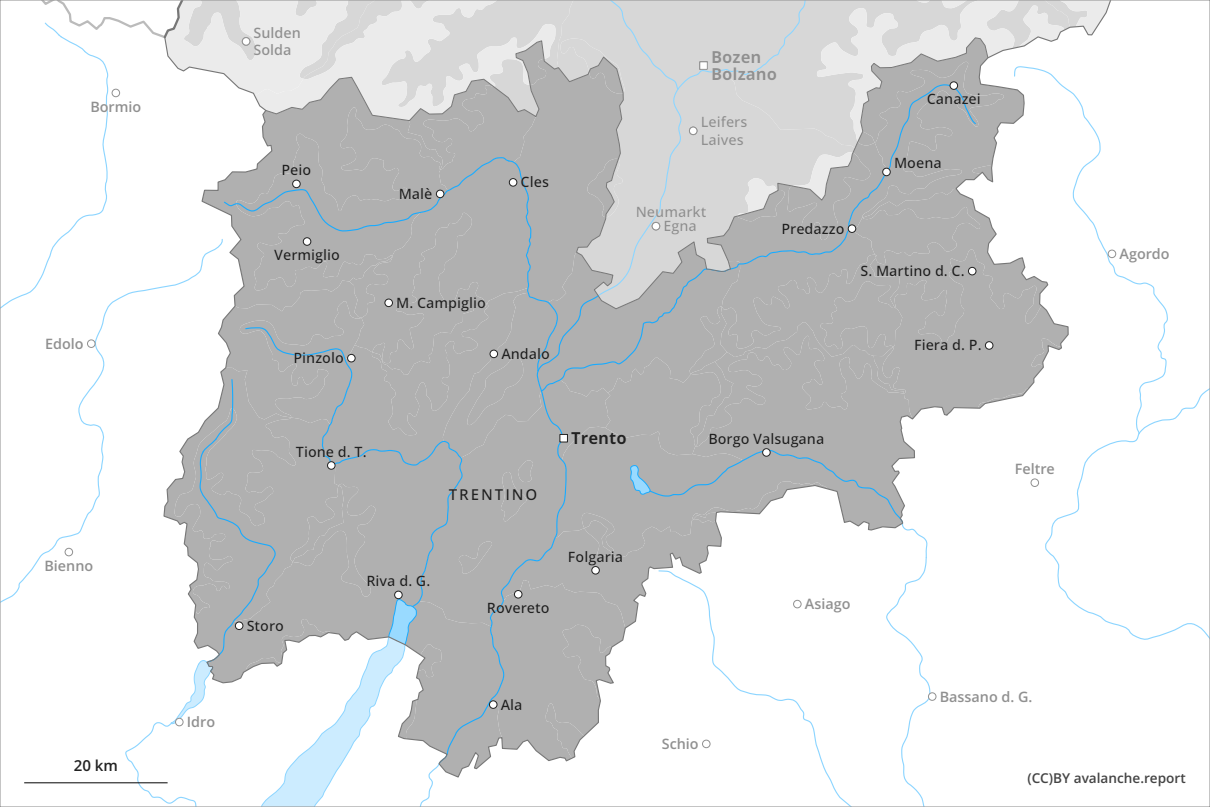 Sulden
Solda
Bozen
Bolzano
Bormio
Canazei
Leifers
Laives
Moena
Peio
Malè
Cles
Neumarkt
Egna
Predazzo
Vermiglio
Agordo
S. Martino d. C.
M. Campiglio
Edolo
Pinzolo
Andalo
Fiera d. P.
Trento
Borgo Valsugana
Tione d. T.
Feltre
TRENTINO
Bienno
Folgaria
Riva d. G.
Rovereto
Asiago
Storo
Bassano d. G.
Ala
Idro
Schio
20 km
(CC)BY avalanche.report